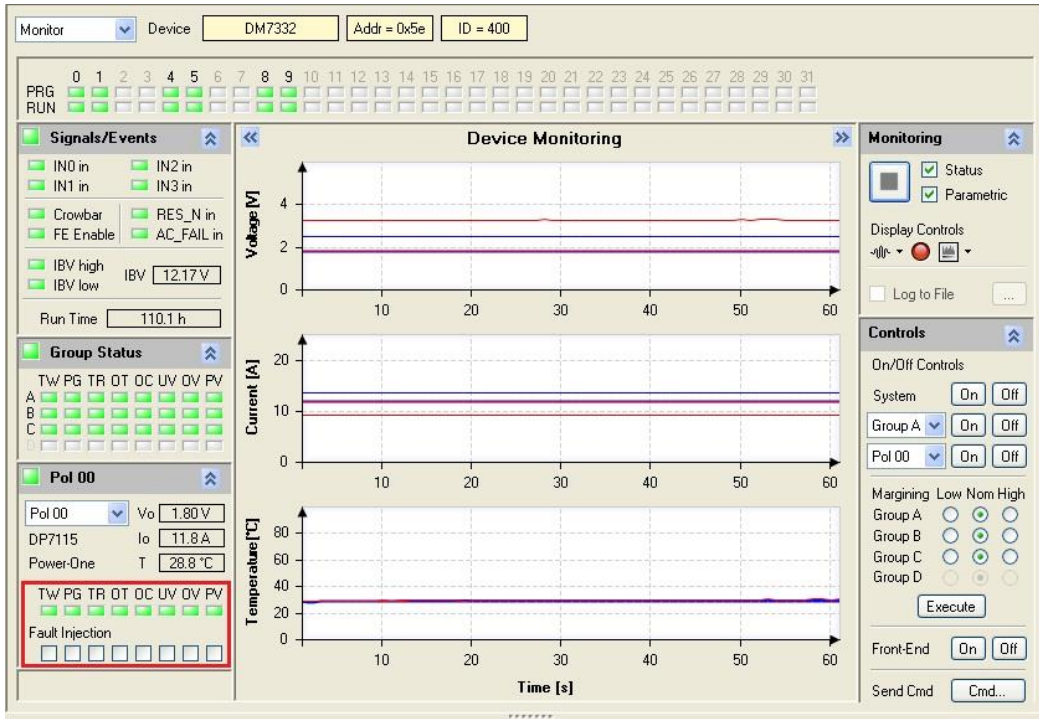 Monitor Device DM7332 Addr = 0x5e ID = 400
0 1 2 3 4 5 6 7 8 9 10 11 12 13 14 15 16 17 18 19 20 21 22 23 24 25 26 27 28 29 30 31
PRG
RUN
Signals/Events
IN0 in IN2 in
IN1 in IN3 in
Crowbar RES_N in
FE Enable AC_FAIL in
IBV high
IBV 12.17 V
IBV low
Run Time 110.1 h
Group Status
TW PG TR OT OC UV OV PV
A
B
C
D
Pol 00
Pol 00 Vo 1.80 V
DP7115 Io 11.8 A
Power-One T 28.8 °C
TW PG TR OT OC UV OV PV
Fault Injection
Device Monitoring
Voltage [V]
4
2
0
10 20 30 40 50 60
Current [A]
20
10
0
10 20 30 40 50 60
Temperature [°C]
80
60
40
20
0
10 20 30 40 50 60
Time [s]
Monitoring
Status
Parametric
Display Controls
Log to File ...
Controls
On/Off Controls
System On Off
Group A On Off
Pol 00 On Off
Margining Low Nom High
Group A
Group B
Group C
Group D
Execute
Front-End On Off
Send Cmd Cmd...